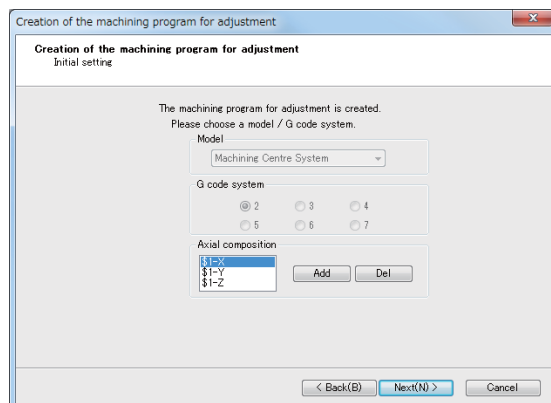 Creation of the machining program for adjustment
Creation of the machining program for adjustment
Initial setting
The machining program for adjustment is created.
Please choose a model / G code system.
Model
Machining Centre System
G code system
2 3 4
5 6 7
Axial composition
$1-X
$1-Y
$1-Z
Add Del
< Back(B) Next(N) > Cancel